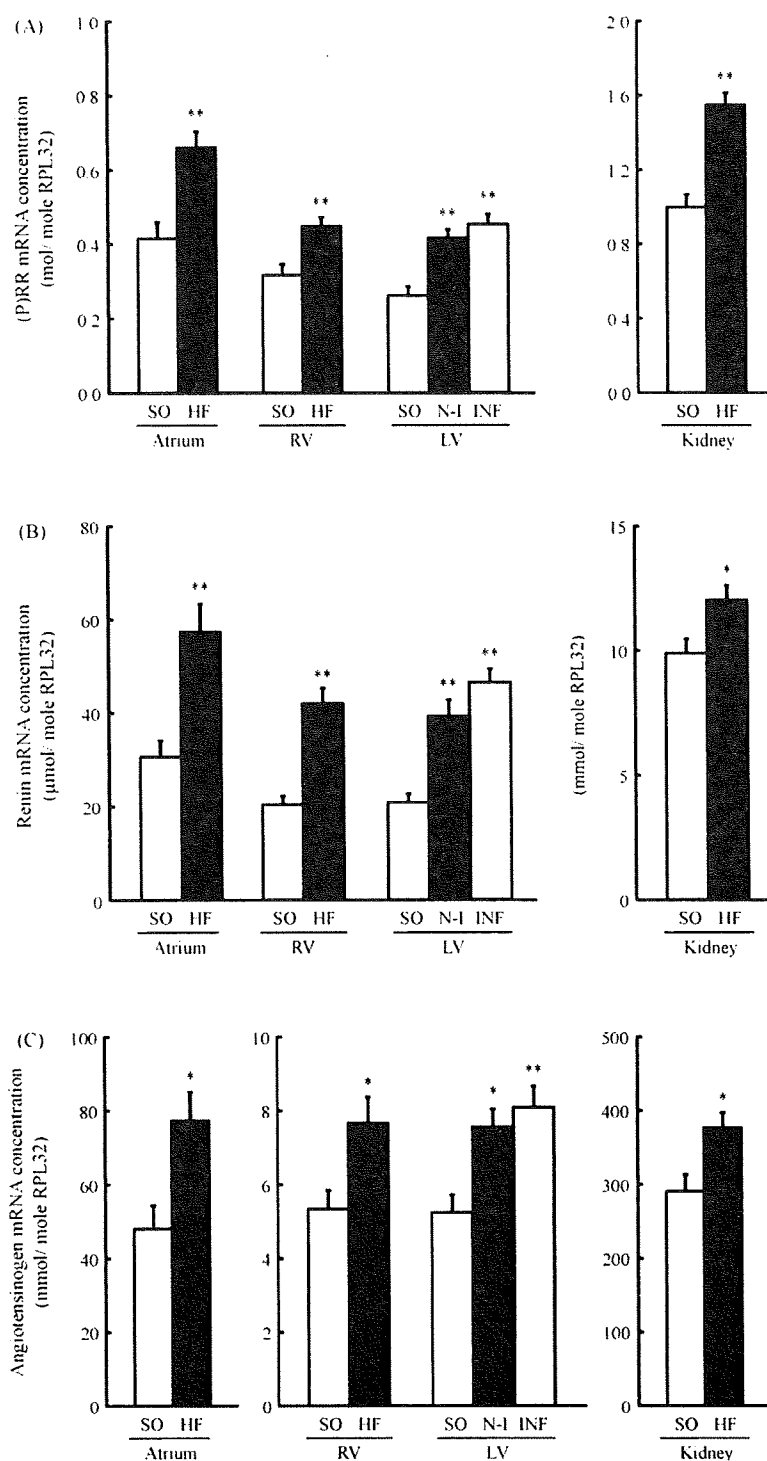 (A)
(P)RR mRNA concentration
(mol/ mole RPL32)
1 0
0 8
0 6
0 4
0 2
0 0
** ** ** **
SO HF SO HF SO N-I INF
Atrium RV LV
2 0
1 6
1 2
0 8
0 4
0 0
**
SO HF
Kidney
(B)
Renin mRNA concentration
(μmol/ mole RPL32)
80
60
40
20
0
** ** ** **
SO HF SO HF SO N-I INF
Atrium RV LV
(mmol/ mole RPL32)
15
10
5
0
*
SO HF
Kidney
(C)
Angiotensinogen mRNA concentration
(mmol/ mole RPL32)
100
80
60
40
20
0
*
SO HF
Atrium
10
8
6
4
2
0
* * **
SO HF SO N-I INF
RV LV
500
400
300
200
100
0
*
SO HF
Kidney